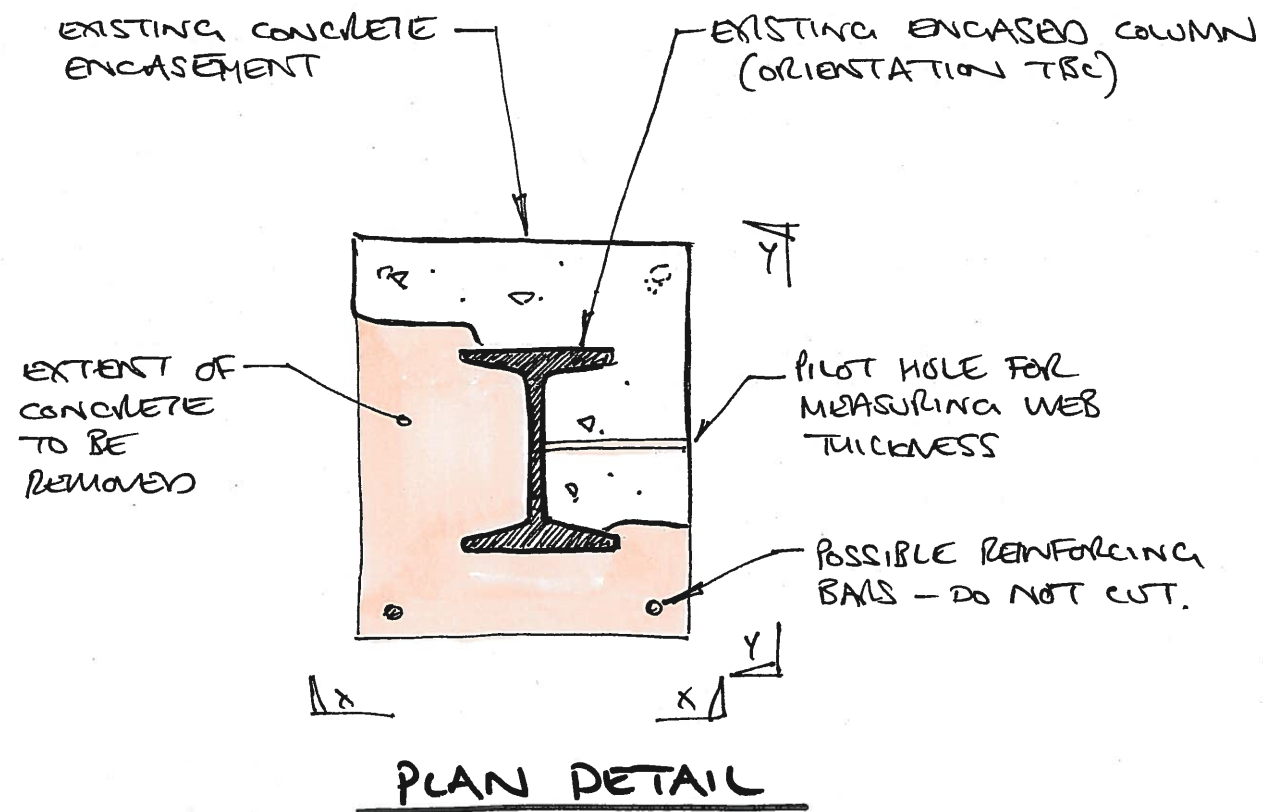 EXISTING CONCRETE
ENCASEMENT
EXISTING ENCASED COLUMN
(ORIENTATION TBC)
EXTENT OF
CONCRETE
TO BE
REMOVED
Y
PILOT HOLE FOR
MEASURING WEB
THICKNESS
POSSIBLE REINFORCING
BARS – DO NOT CUT.
Y
X
X
PLAN DETAIL